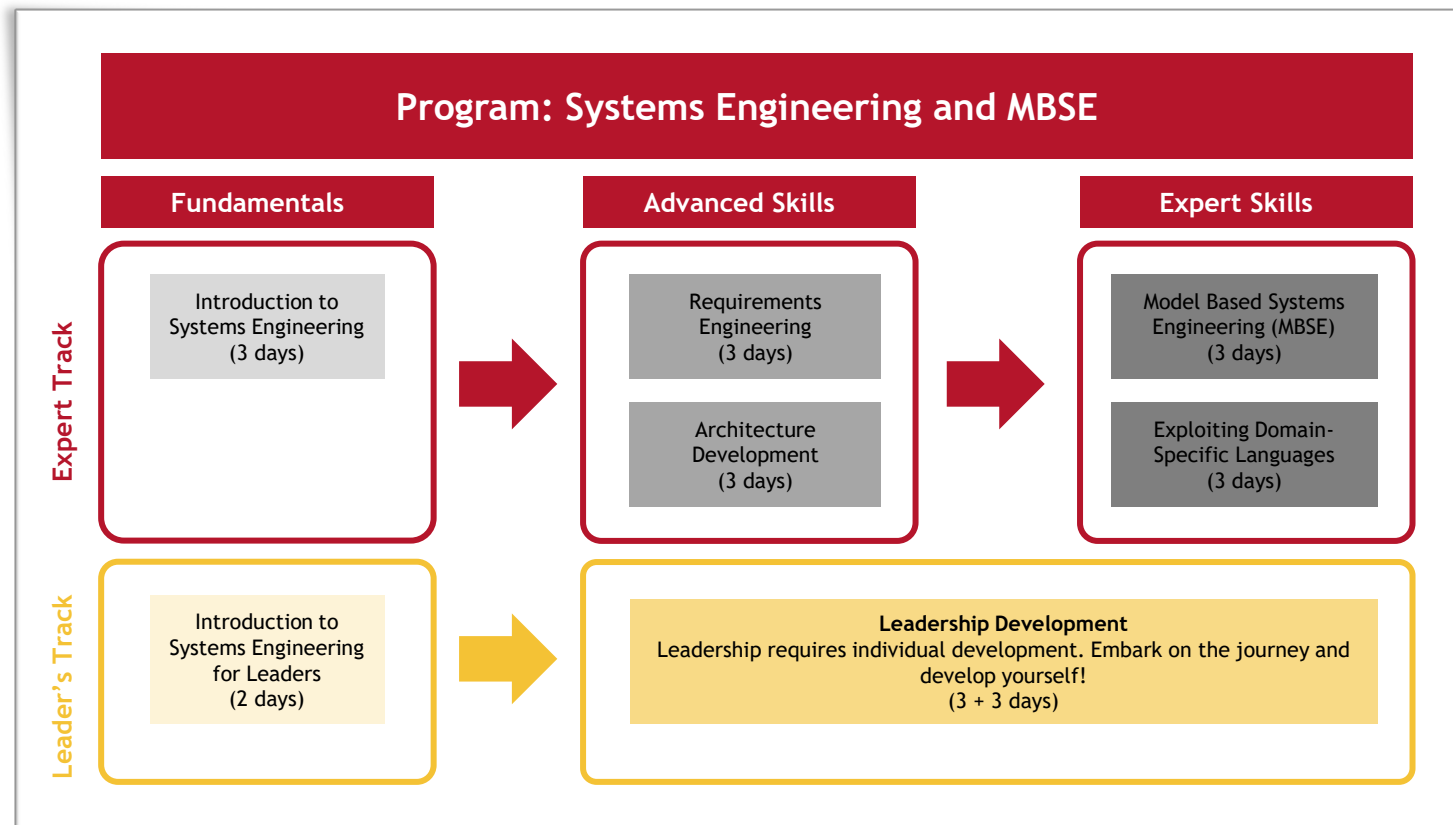 Program: Systems Engineering and MBSE
Fundamentals
Advanced Skills
Expert Skills
Expert Track
Introduction to
Systems Engineering
(3 days)
Requirements
Engineering
(3 days)
Architecture
Development
(3 days)
Model Based Systems
Engineering (MBSE)
(3 days)
Exploiting Domain-
Specific Languages
(3 days)
Leader's Track
Introduction to
Systems Engineering
for Leaders
(2 days)
Leadership Development
Leadership requires individual development. Embark on the journey and
develop yourself!
(3 + 3 days)